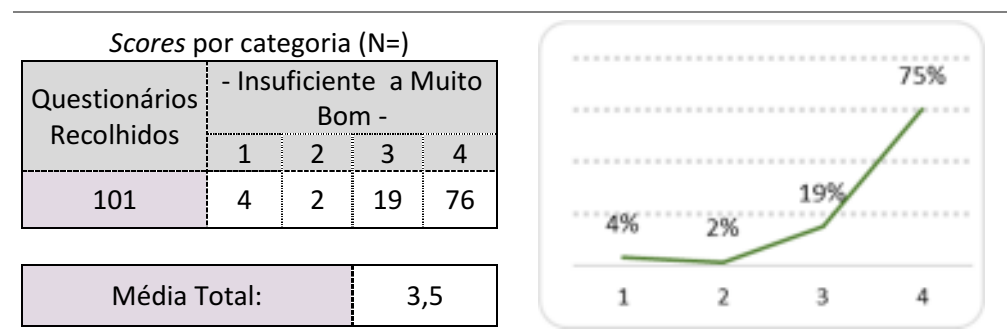 Scores por categoria (N=)
Questionários Recolhidos
- Insuficiente a Muito
Bom -
1 2 3 4
101 4 2 19 76
Média Total: 3,5
75%
19%
4% 2%
1 2 3 4